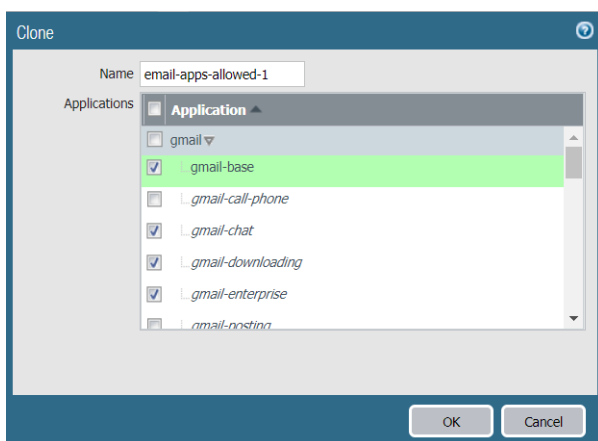 Clone
Name email-apps-allowed-1
Applications Application
gmail
gmail-base
gmail-call-phone
gmail-chat
gmail-downloading
gmail-enterprise
gmail-posting
OK Cancel